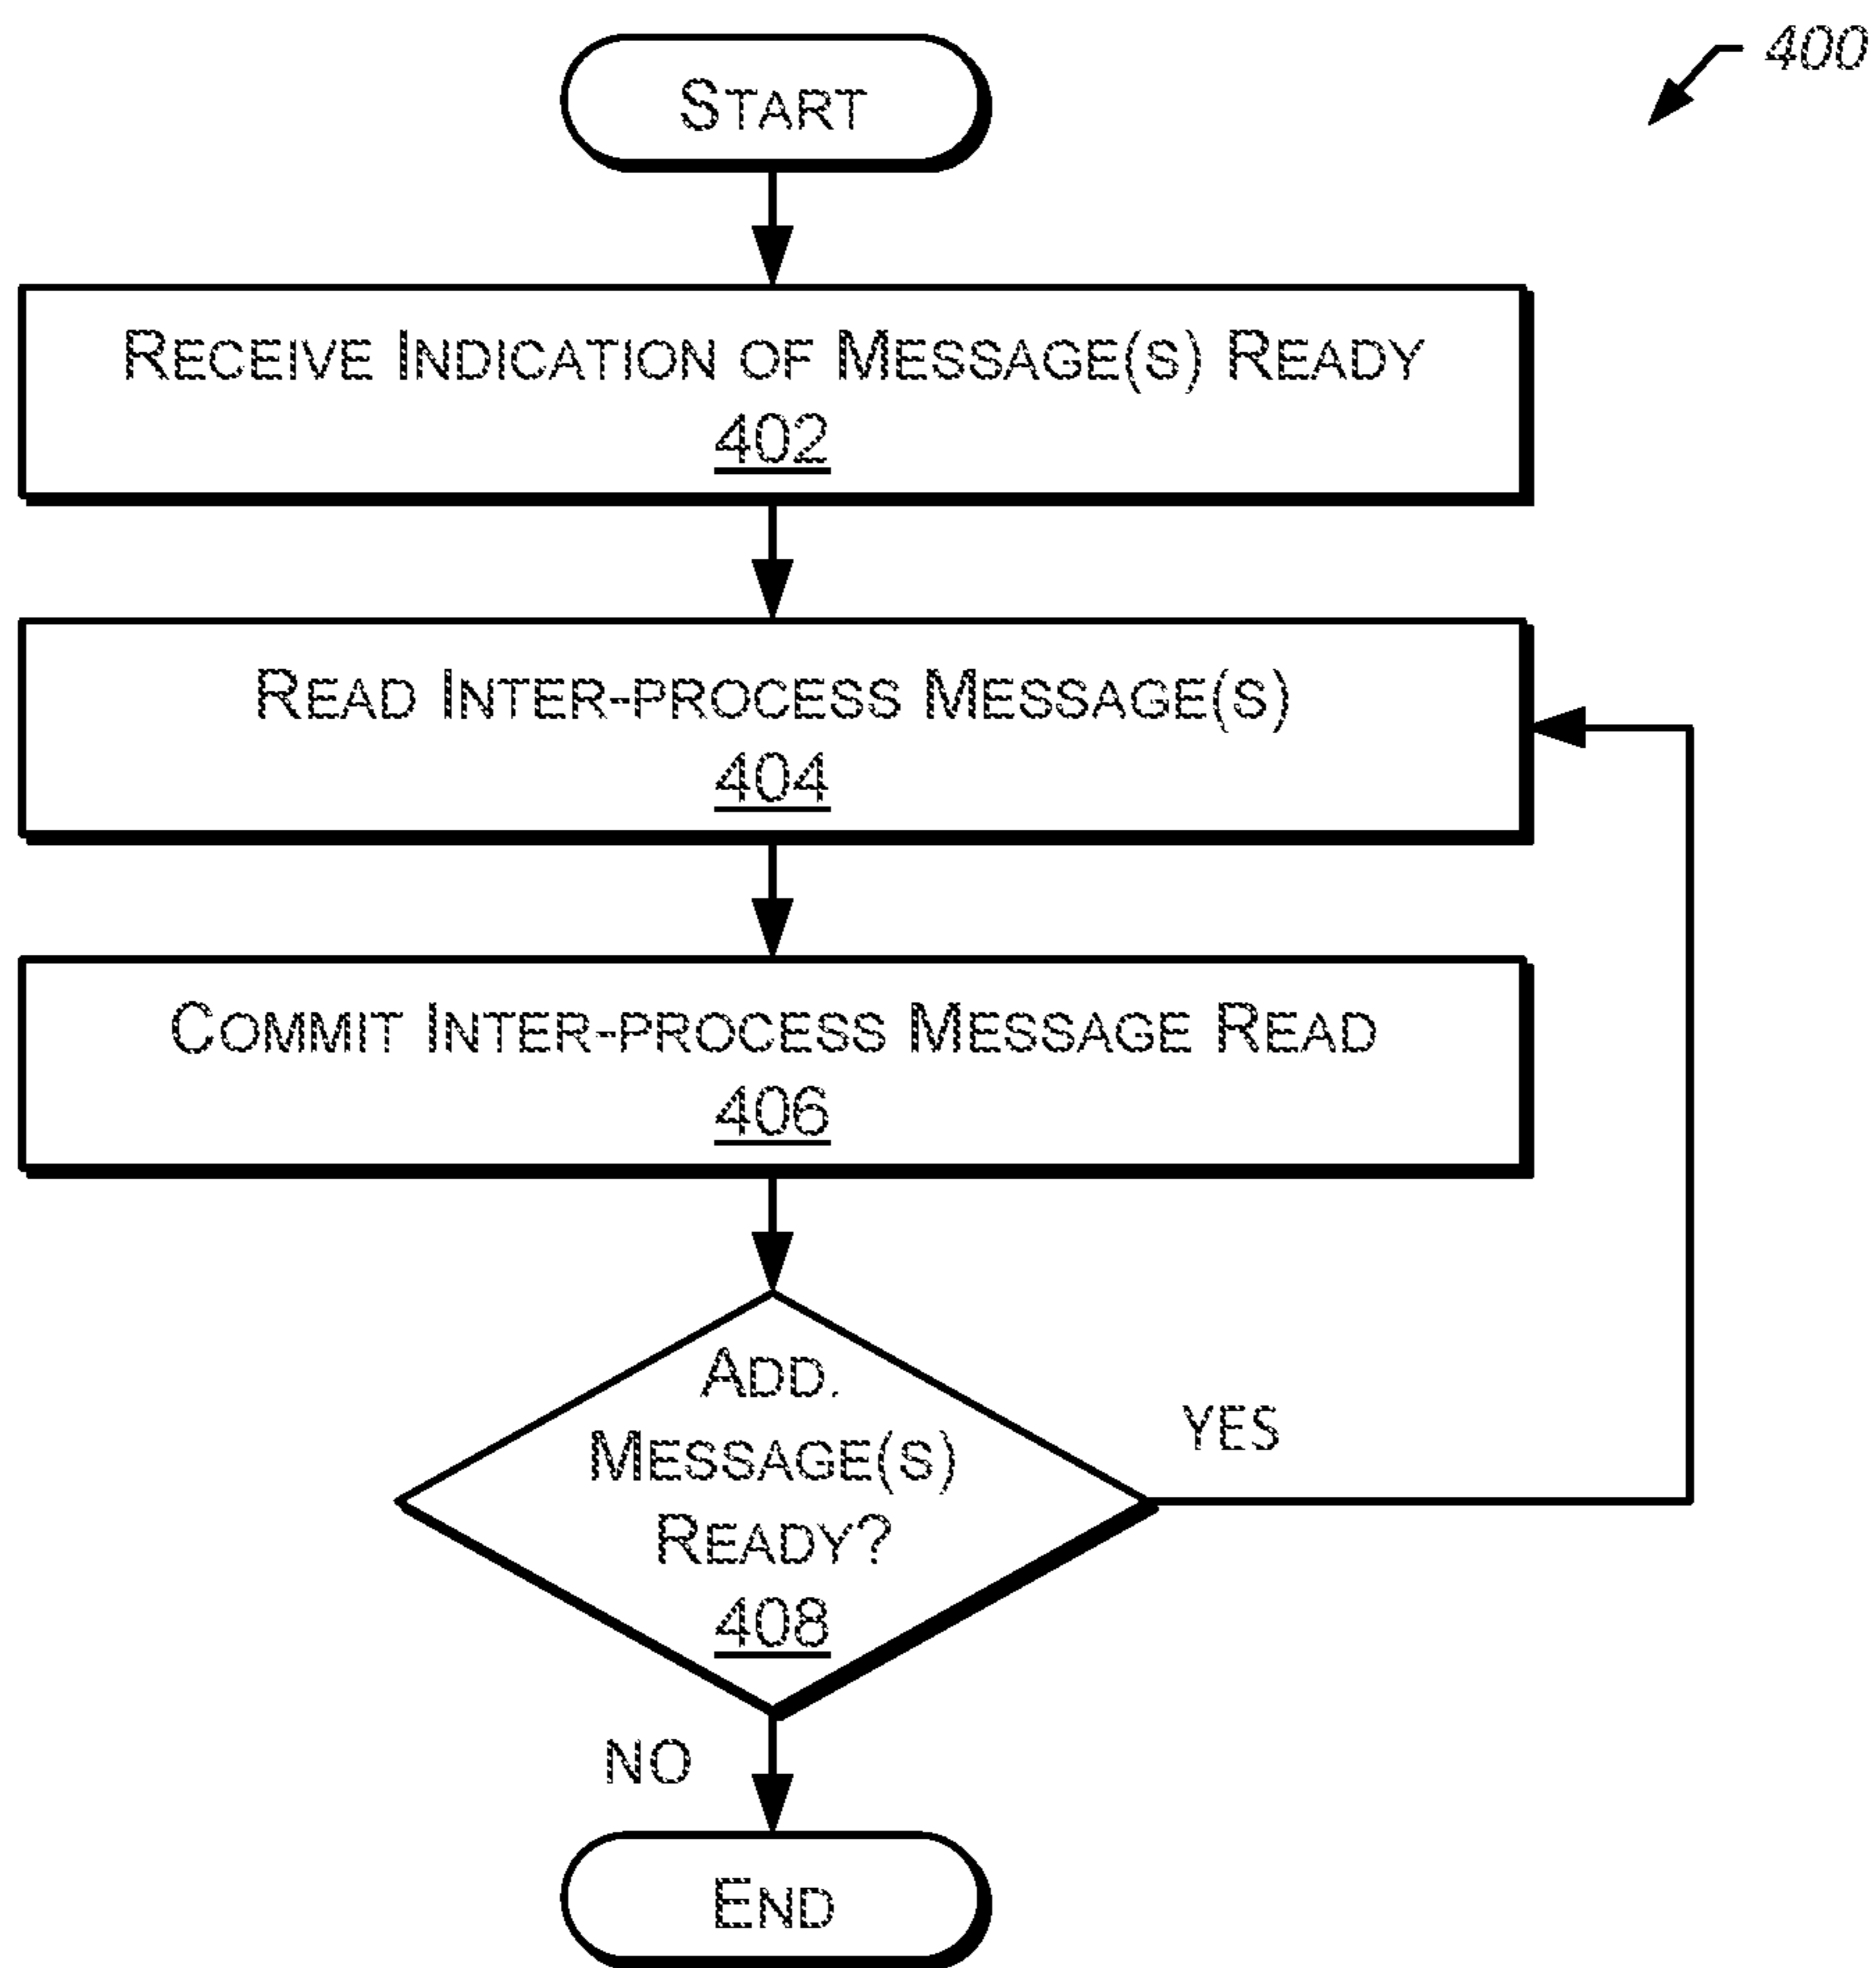 START
400
RECEIVE INDICATION OF MESSAGE(S) READY
402
READ INTER-PROCESS MESSAGE(S)
404
COMMIT INTER-PROCESS MESSAGE READ
406
ADD.
MESSAGE(S)
READY?
408
YES
NO
END